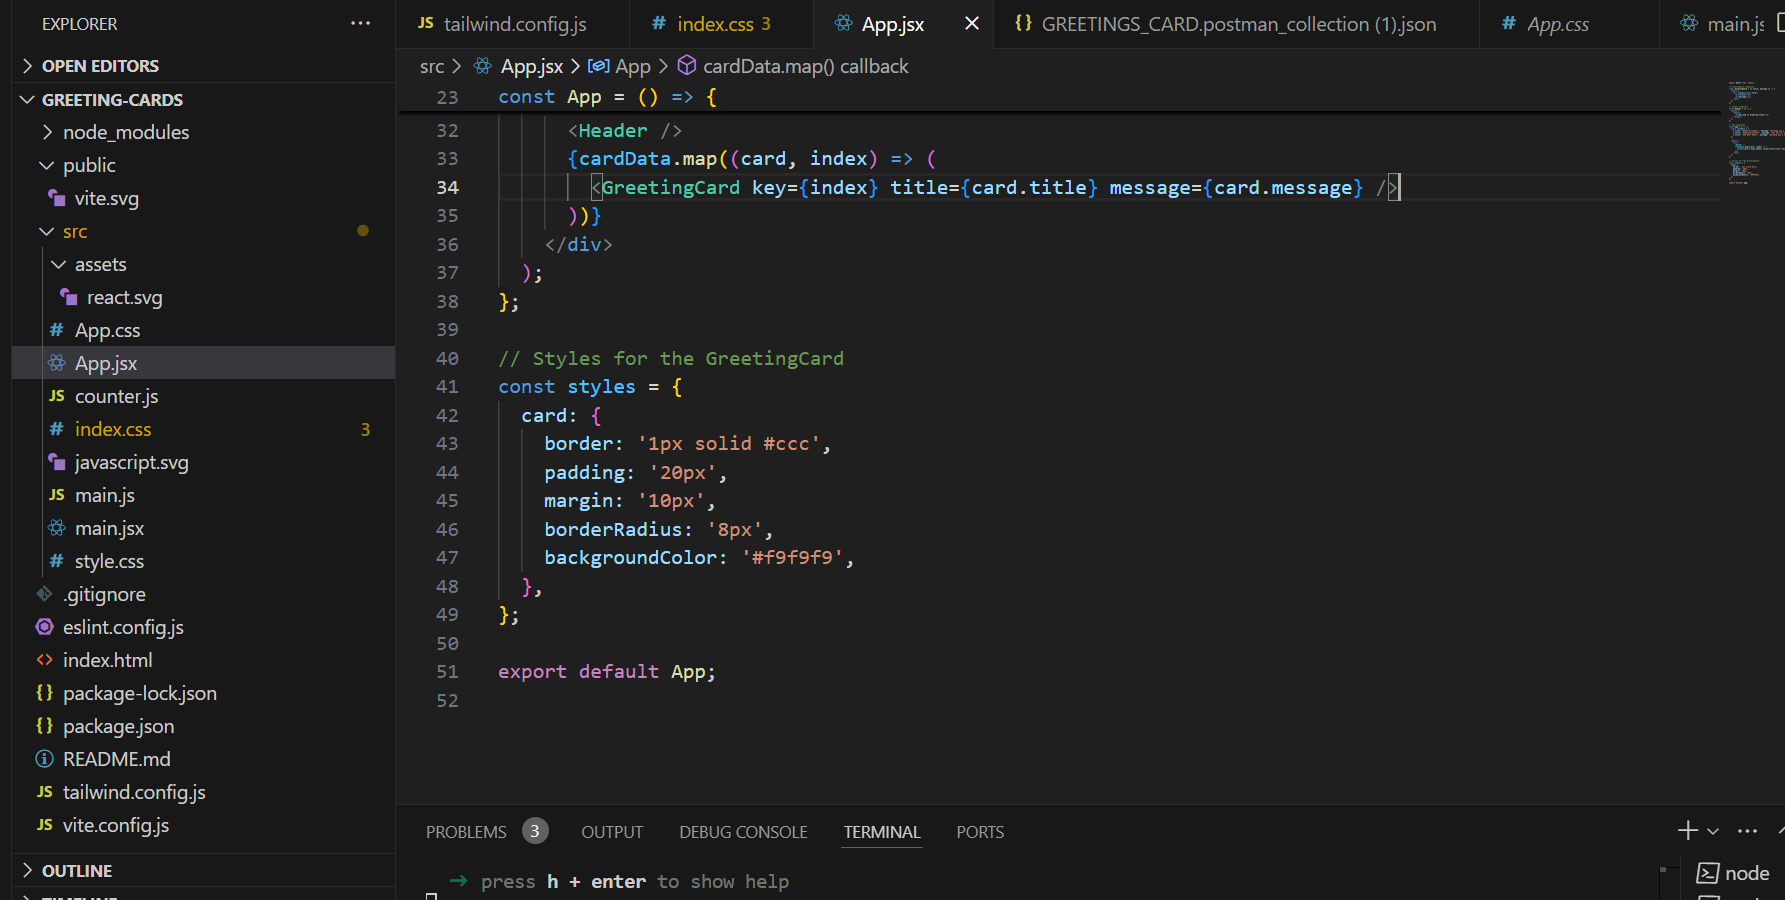 EXPLORER
OPEN EDITORS
GREETING-CARDS
node_modules
public
vite.svg
src
assets
react.svg
# App.css
App.jsx
JS counter.js
# index.css 3
javascript.svg
JS main.js
main.jsx
# style.css
.gitignore
eslint.config.js
<> index.html
{} package-lock.json
{} package.json
README.md
JS tailwind.config.js
JS vite.config.js
OUTLINE
TIMELINE
JS tailwind.config.js
# index.css 3
App.jsx
{} GREETINGS_CARD.postman_collection (1).json
# App.css
main.js
src > App.jsx > App > cardData.map() callback
23 const App = () => {
32 <Header />
33 {cardData.map((card, index) => (
34 <GreetingCard key={index} title={card.title} message={card.message} />
35 ))}
36 </div>
37 );
38 };
39
40 // Styles for the GreetingCard
41 const styles = {
42 card: {
43 border: '1px solid #ccc',
44 padding: '20px',
45 margin: '10px',
46 borderRadius: '8px',
47 backgroundColor: '#f9f9f9',
48 },
49 };
50
51 export default App;
52
PROBLEMS 3 OUTPUT DEBUG CONSOLE TERMINAL PORTS
➜ press h + enter to show help
node